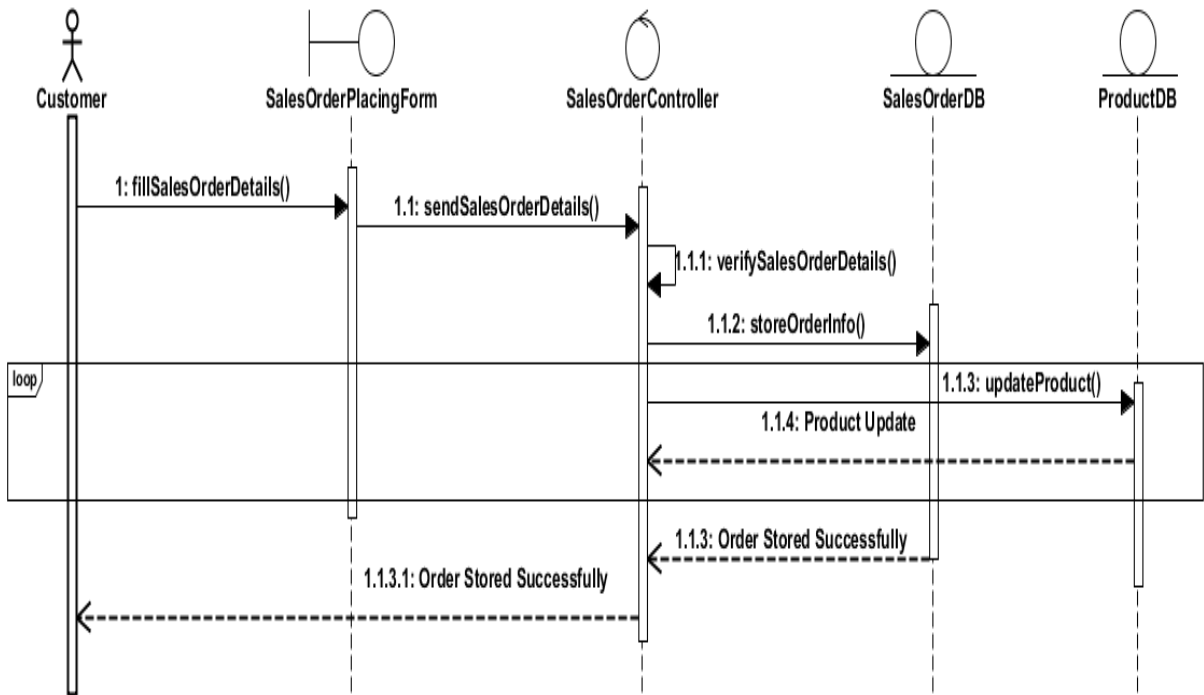 Customer
SalesOrderPlacingForm
SalesOrderController
SalesOrderDB
ProductDB
1: fillSalesOrderDetails()
1.1: sendSalesOrderDetails()
1.1.1: verifySalesOrderDetails()
1.1.2: storeOrderInfo()
loop
1.1.3: updateProduct()
1.1.4: Product Update
1.1.3: Order Stored Successfully
1.1.3.1: Order Stored Successfully